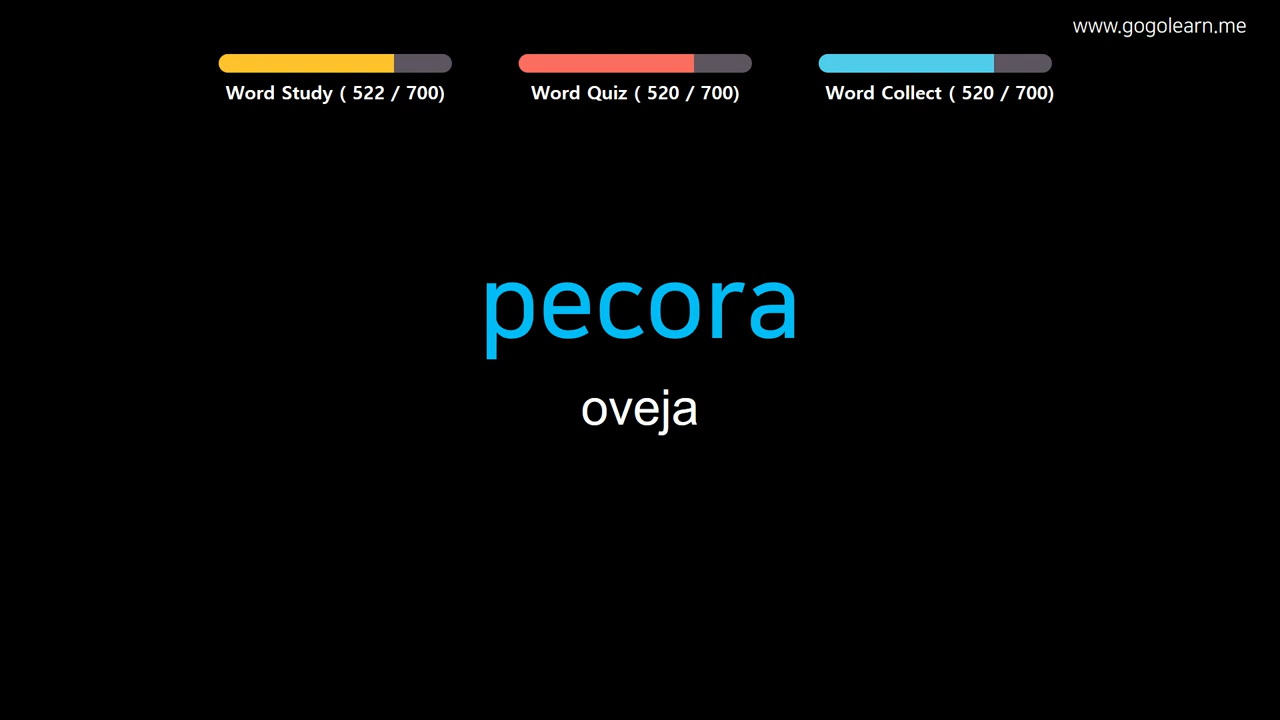 www.gogolearn.me
Word Study ( 522 / 700)
Word Quiz ( 520 / 700)
Word Collect ( 520 / 700)
pecora
oveja